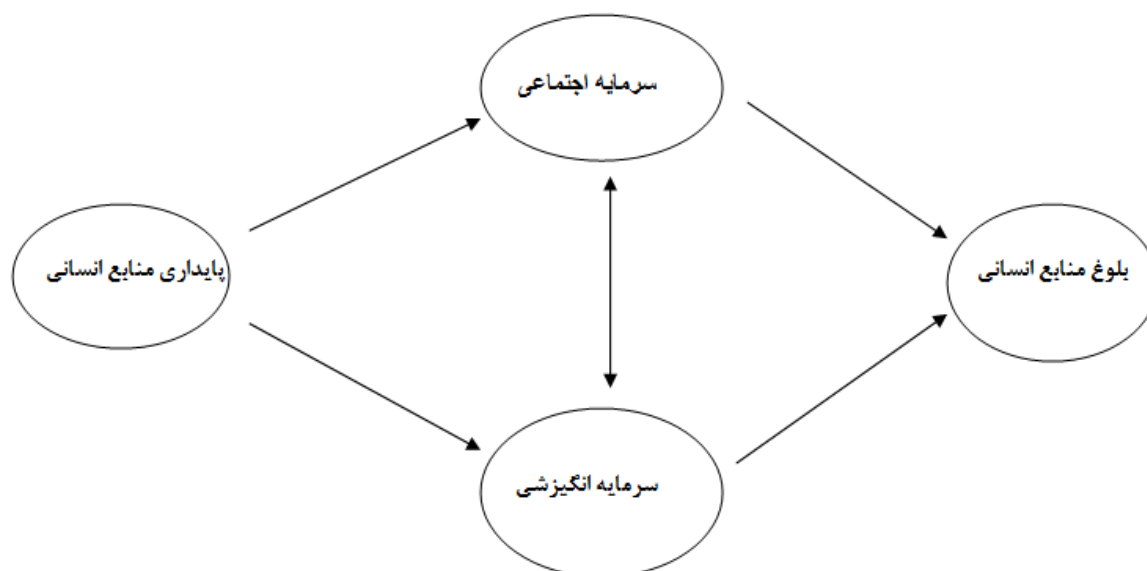 سرمایه اجتماعی
پایداری منابع انسانی
بلوغ منابع انسانی
سرمایه انگیزشی